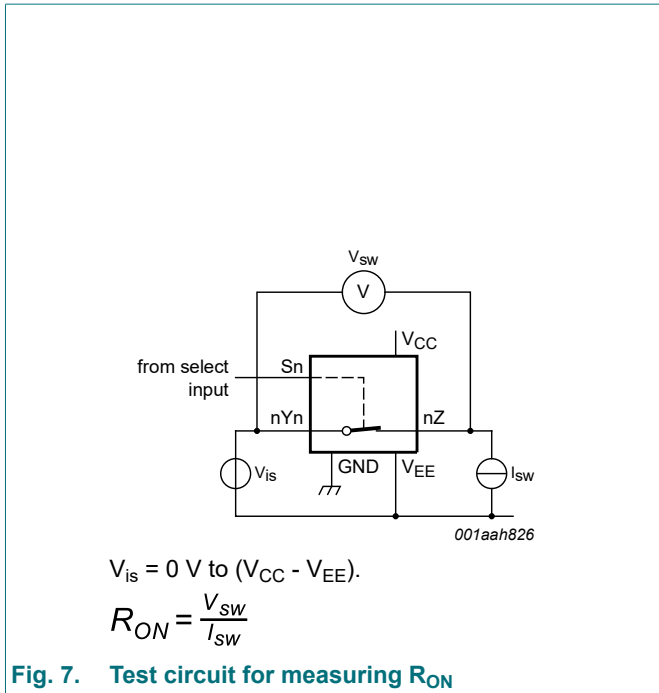 Vsw
V
VCC
from select
input
Sn
nYn
nZ
Vis
GND
VEE
Isw
001aah826
Vis = 0 V to (VCC - VEE).
RON = Vsw / Isw
Fig. 7. Test circuit for measuring RON